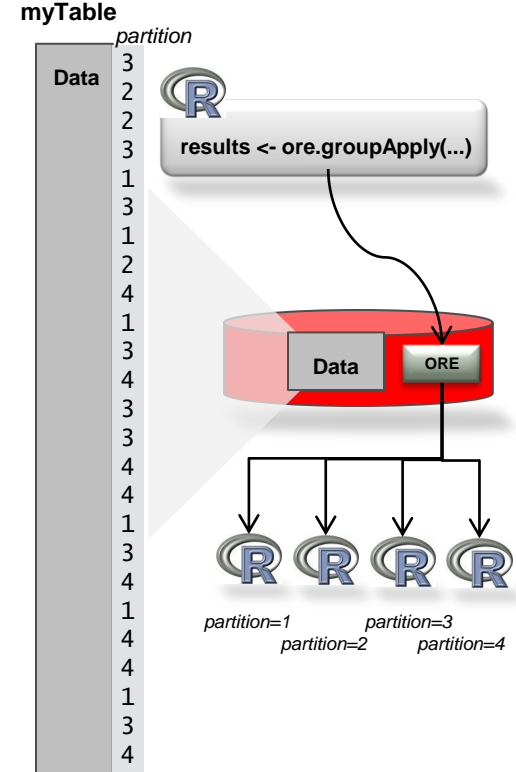 myTable
partition
Data
3
2
2
3
1
3
1
2
4
1
3
4
3
3
4
4
1
3
4
1
4
4
1
3
4
R
results <- ore.groupApply(...)
Data
ORE
R
R
R
R
partition=1
partition=2
partition=3
partition=4